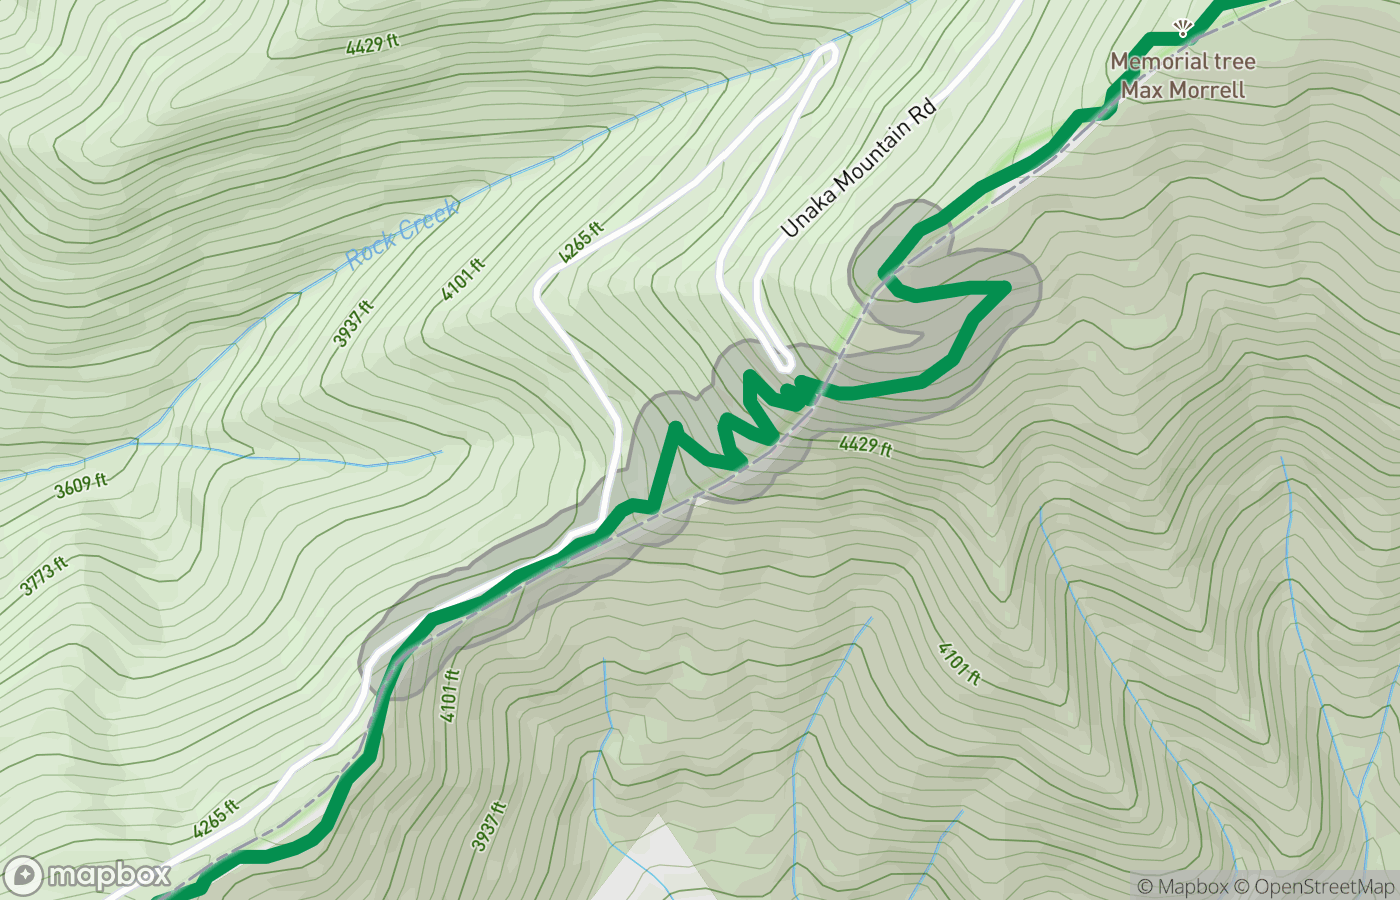 4429 ft
Memorial tree
Max Morrell
Unaka Mountain Rd
Rock Creek
4265 ft
4101 ft
3937 ft
4429 ft
3609 ft
3773 ft
4101 ft
4101 ft
4265 ft
3937 ft
mapbox
© Mapbox © OpenStreetMap